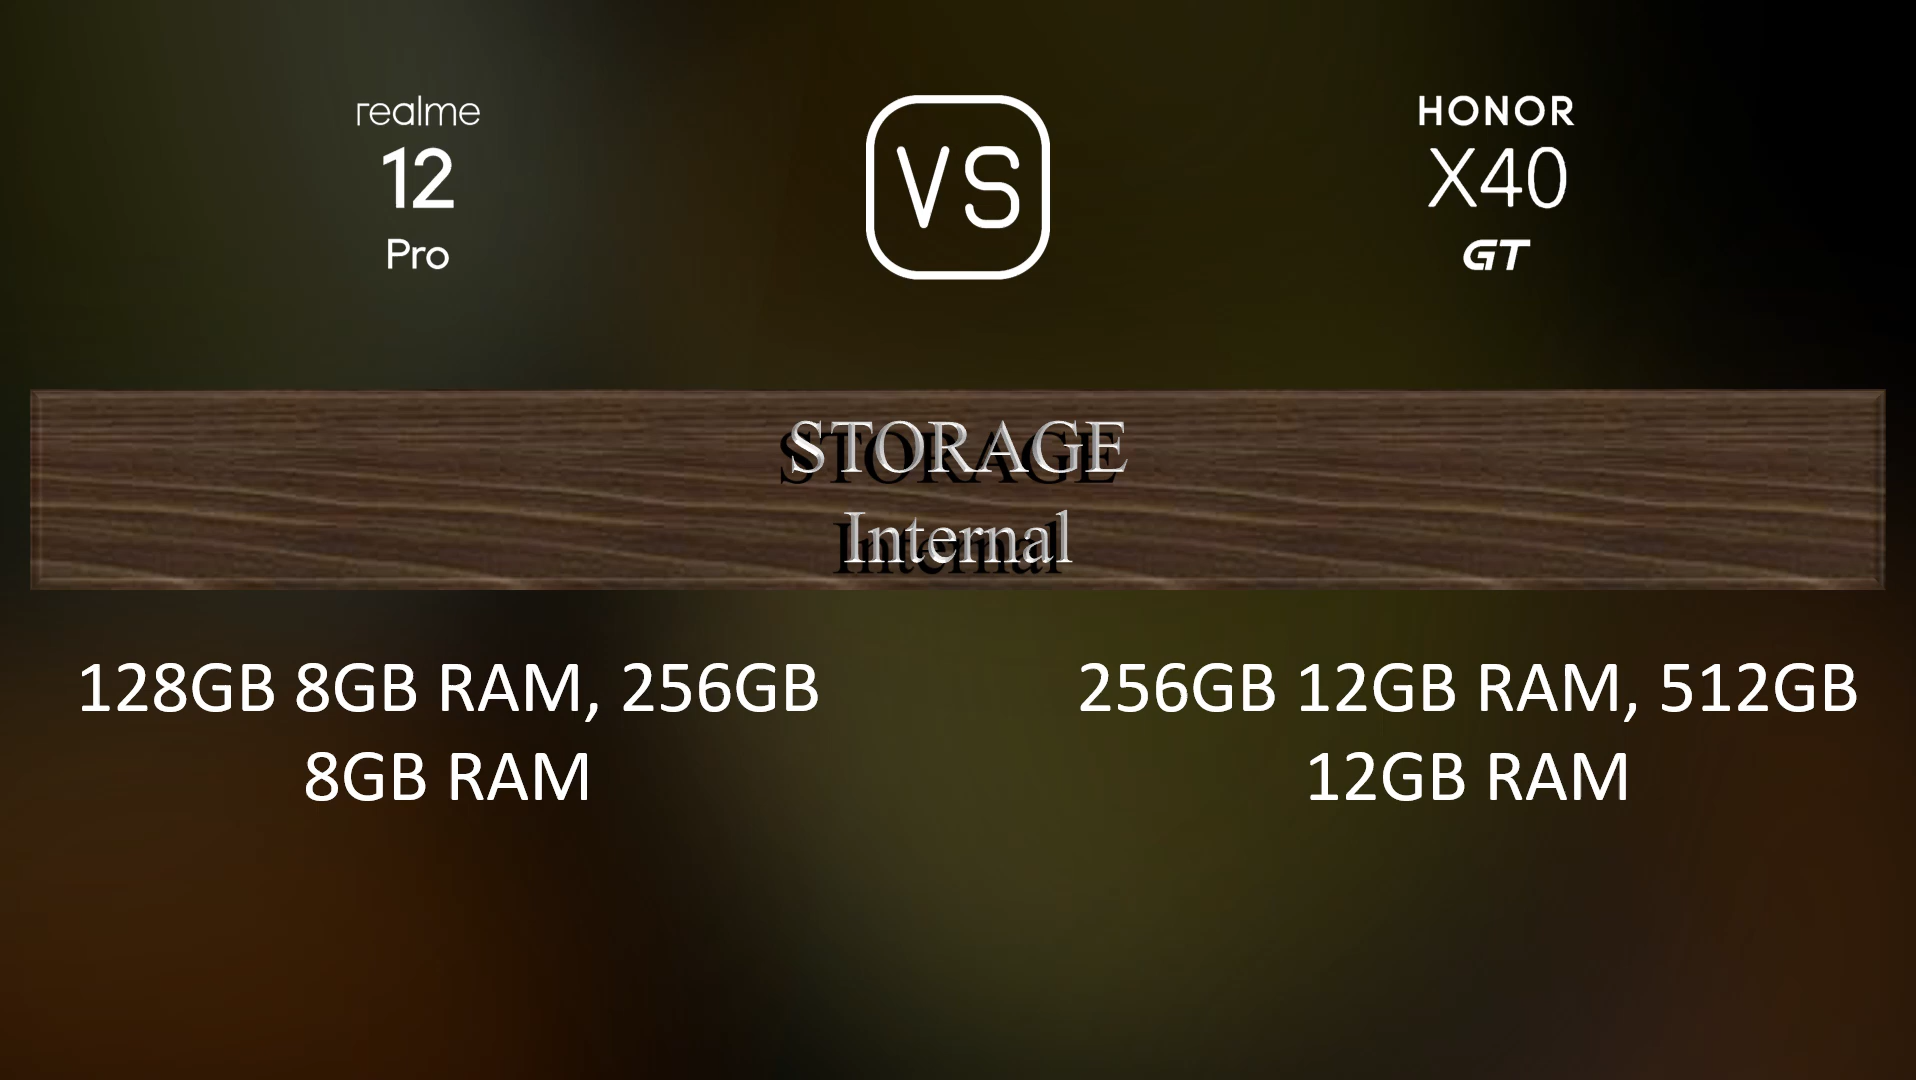 realme
12
Pro
VS
HONOR
X40
GT
STORAGE
Internal
128GB 8GB RAM, 256GB
8GB RAM
256GB 12GB RAM, 512GB
12GB RAM